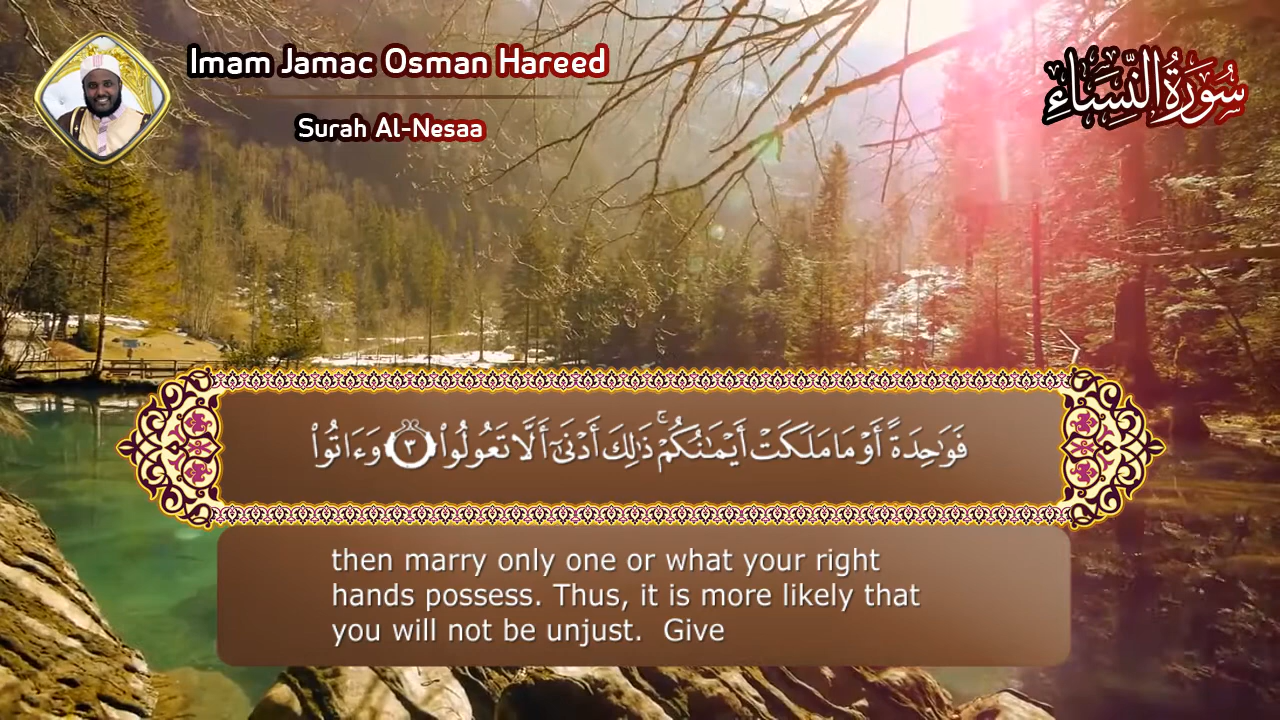 Imam Jamac Osman Hareed
Surah Al-Nesaa
سُورَةُ النِّسَاءِ
فَوَٰحِدَةً أَوْ مَا مَلَكَتْ أَيْمَٰنُكُمْ ۚ ذَٰلِكَ أَدْنَىٰٓ أَلَّا تَعُولُوا۟ ٣ وَءَاتُوا۟
then marry only one or what your right
hands possess. Thus, it is more likely that
you will not be unjust.  Give